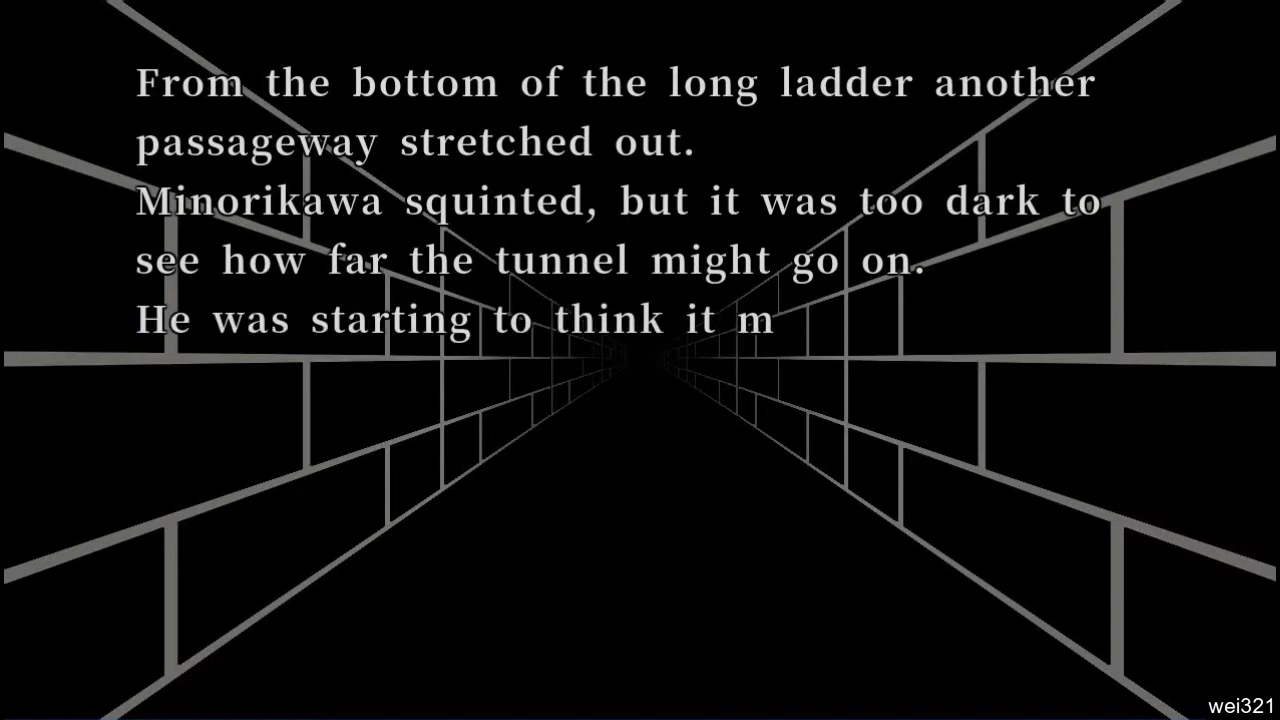 From the bottom of the long ladder another
passageway stretched out.
Minorikawa squinted, but it was too dark to
see how far the tunnel might go on.
He was starting to think it m
wei321